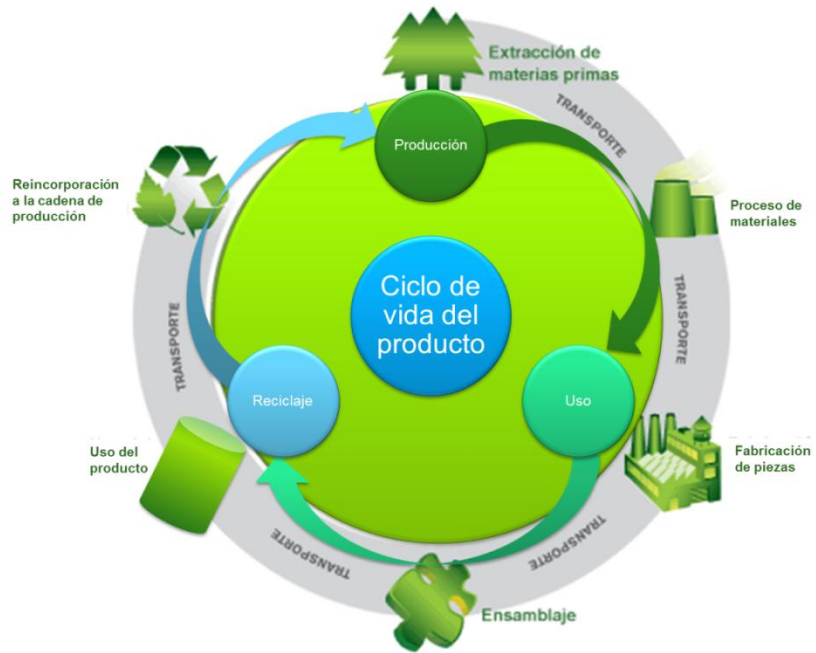 Extracción de
materias primas
TRANSPORTE
Producción
Reincorporación
a la cadena de
producción
Proceso de
materiales
Ciclo de
vida del
producto
TRANSPORTE
TRANSPORTE
Reciclaje
Uso
Uso del
producto
Fabricación
de piezas
TRANSPORTE
TRANSPORTE
Ensamblaje